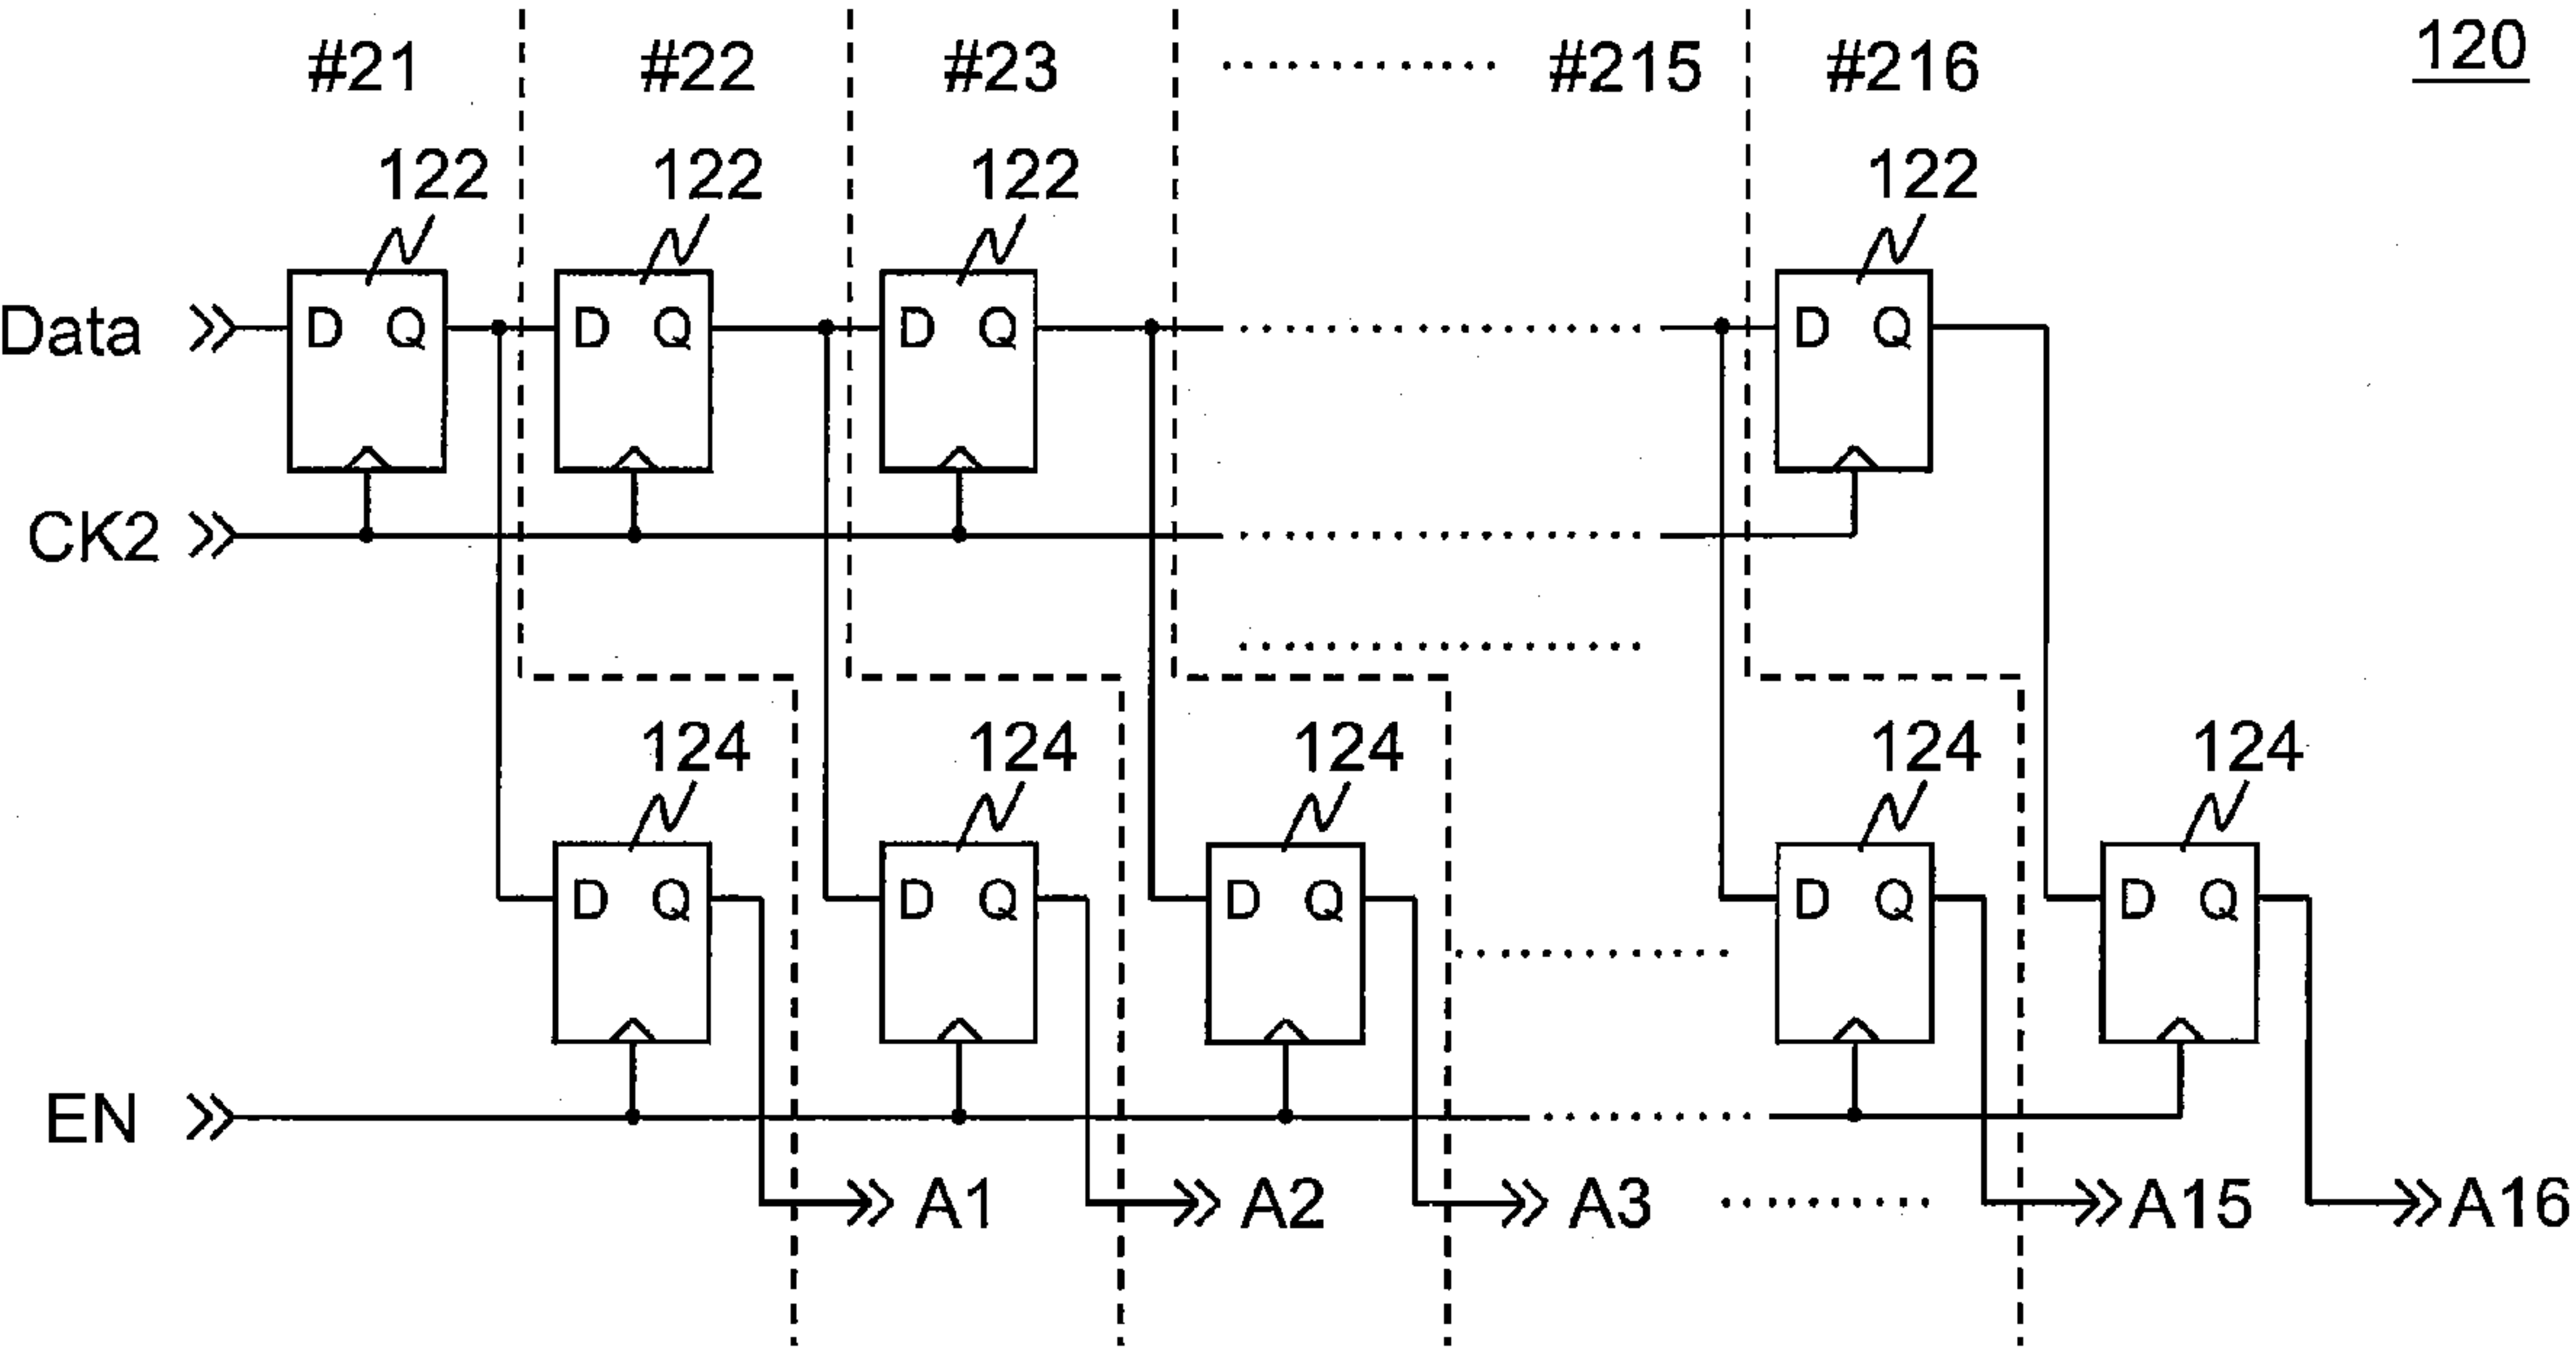 #21 #22 #23 #215 #216 120
122 122 122 122
Data D Q D Q D Q D Q
CK2
124 124 124 124 124
D Q D Q D Q D Q D Q
EN
A1 A2 A3 A15 A16